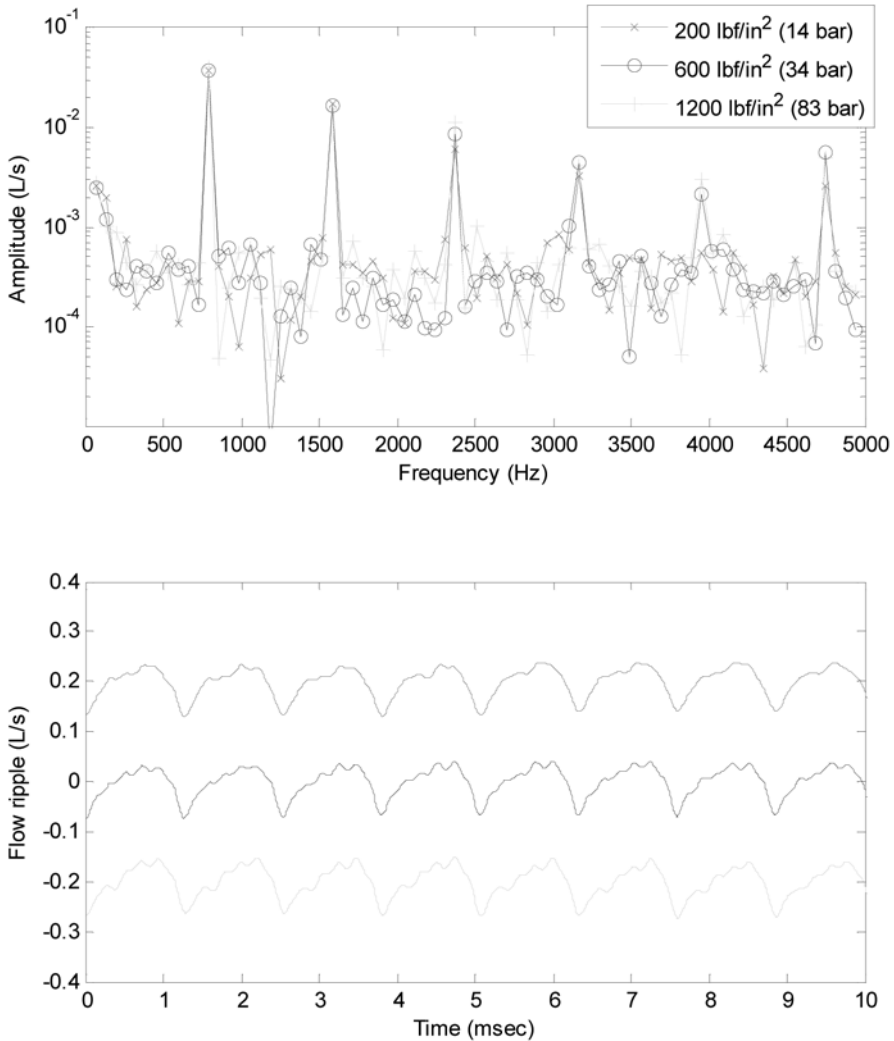 10^-1
10^-2
10^-3
10^-4
Amplitude (L/s)
200 lbf/in^2 (14 bar)
600 lbf/in^2 (34 bar)
1200 lbf/in^2 (83 bar)
0 500 1000 1500 2000 2500 3000 3500 4000 4500 5000
Frequency (Hz)
0.4
0.3
0.2
0.1
0
-0.1
-0.2
-0.3
-0.4
Flow ripple (L/s)
0 1 2 3 4 5 6 7 8 9 10
Time (msec)